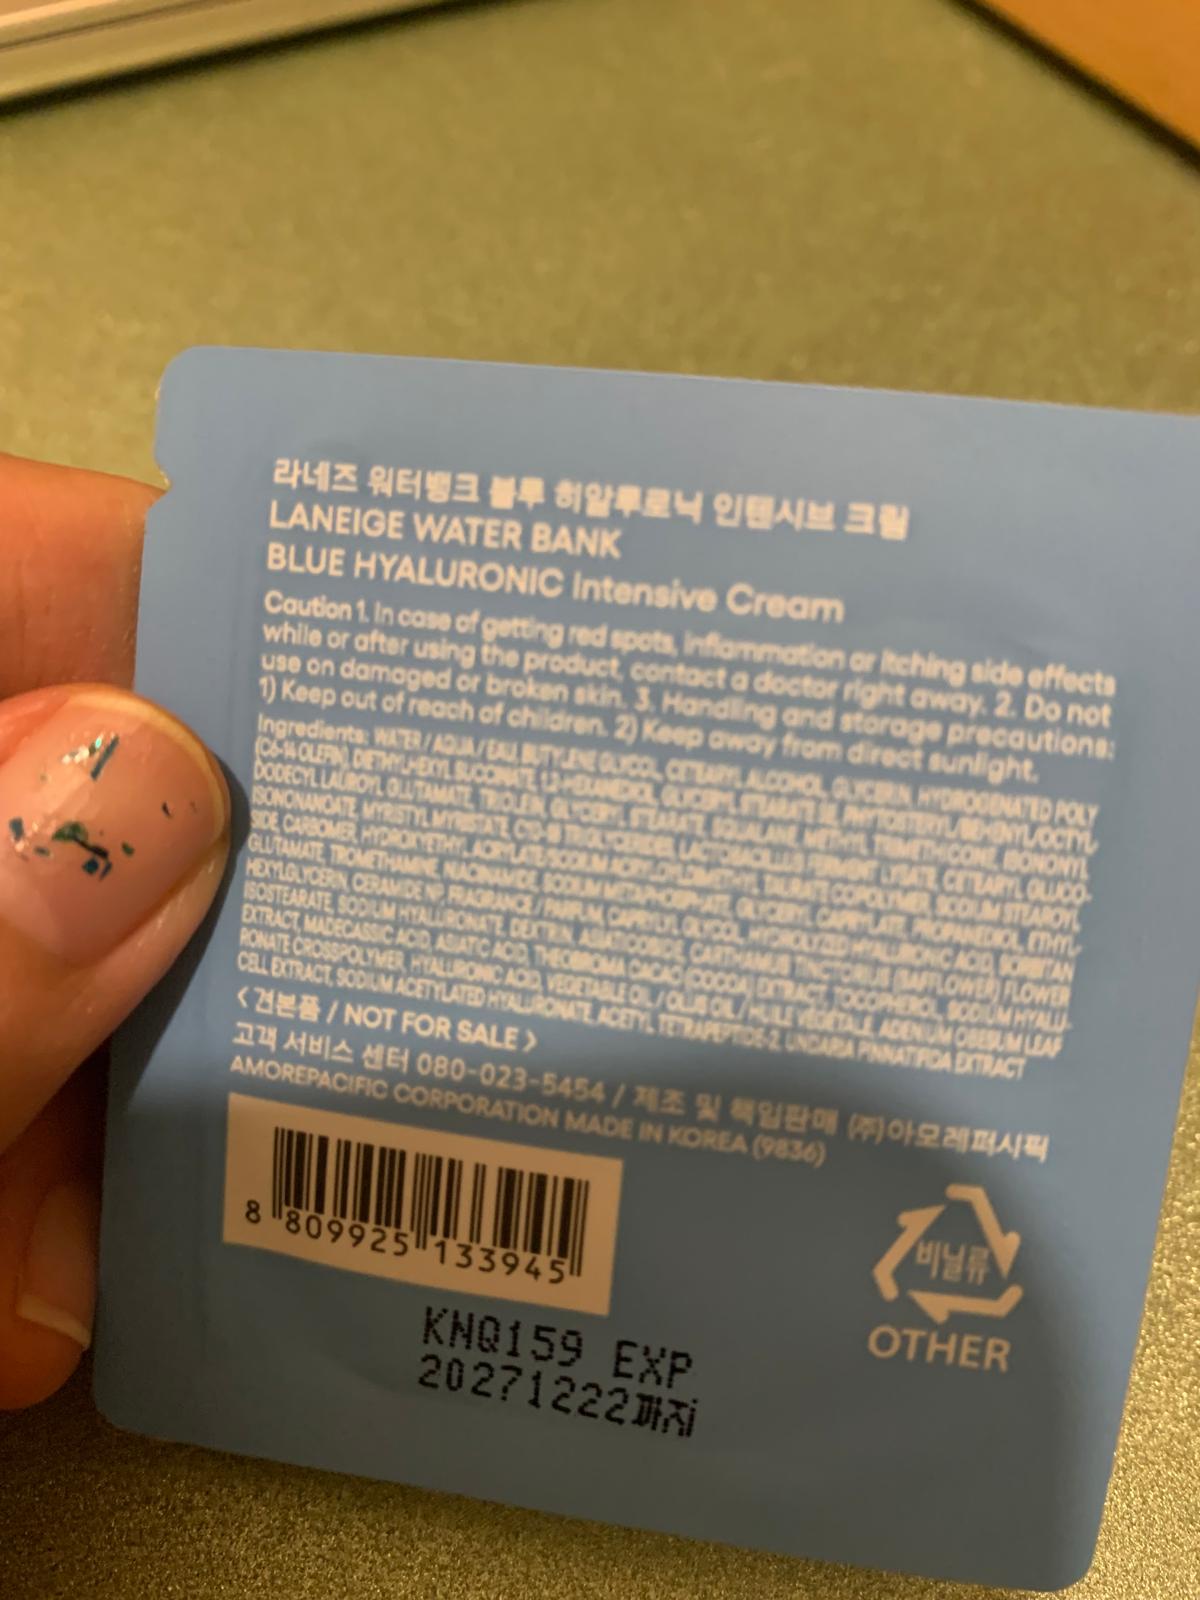 라네즈 워터뱅크 블루 히알루로닉 인텐시브 크림
LANEIGE WATER BANK
BLUE HYALURONIC Intensive Cream
Caution 1. In case of getting red spots, inflammation or itching side effects
while or after using the product, contact a doctor right away. 2. Do not
use on damaged or broken skin. 3. Handling and storage precautions:
1) Keep out of reach of children. 2) Keep away from direct sunlight.
Ingredients: WATER / AQUA / EAU, BUTYLENE GLYCOL, CETEARYL ALCOHOL, GLYCERIN, HYDROGENATED POLY
(C6-14 OLEFIN), DIETHYLHEXYL SUCCINATE, 1,2-HEXANEDIOL, GLYCERYL STEARATE SE, PHYTOSTERYL/BEHENYL/OCTYL-
DODECYL LAUROYL GLUTAMATE, TRIOLEIN, GLYCERYL STEARATE, SQUALANE, METHYL TRIMETHICONE, ISONONYL
ISONONANOATE, MYRISTYL MYRISTATE, C12-18 TRIGLYCERIDES, LACTOBACILLUS FERMENT LYSATE, CETEARYL GLUCO-
SIDE, CARBOMER, HYDROXYETHYL ACRYLATE/SODIUM ACRYLOYLDIMETHYL TAURATE COPOLYMER, SODIUM STEAROYL
GLUTAMATE, TROMETHAMINE, NIACINAMIDE, SODIUM METAPHOSPHATE, GLYCERYL CAPRYLATE, PROPANEDIOL, ETHYL-
HEXYLGLYCERIN, CERAMIDE NP, FRAGRANCE / PARFUM, CAPRYLYL GLYCOL, HYDROLYZED HYALURONIC ACID, SORBITAN
ISOSTEARATE, SODIUM HYALURONATE, DEXTRIN, ASIATICOSIDE, CARTHAMUS TINCTORIUS (SAFFLOWER) FLOWER
EXTRACT, MADECASSIC ACID, ASIATIC ACID, THEOBROMA CACAO (COCOA) EXTRACT, TOCOPHEROL, SODIUM HYALU-
RONATE CROSSPOLYMER, HYALURONIC ACID, VEGETABLE OIL / OLUS OIL / HUILE VEGETALE, ADENIUM OBESUM LEAF
CELL EXTRACT, SODIUM ACETYLATED HYALURONATE, ACETYL TETRAPEPTIDE-2, UNDARIA PINNATIFIDA EXTRACT
< 견본품 / NOT FOR SALE >
고객 서비스 센터 080-023-5454 / 제조 및 책임판매 (주)아모레퍼시픽
AMOREPACIFIC CORPORATION MADE IN KOREA (9836)
8 809925 133945
비닐류
OTHER
KNQ159 EXP
20271222까지